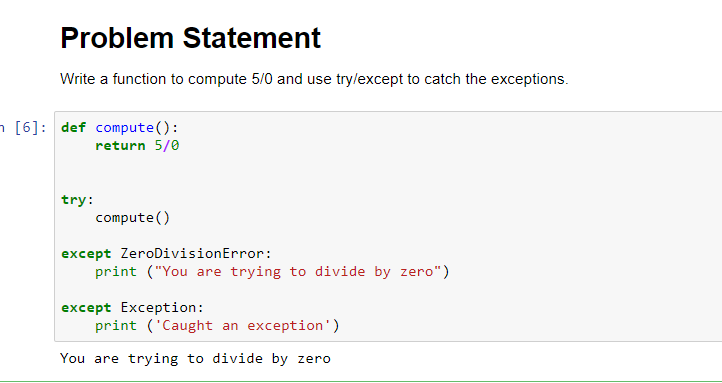 Problem Statement
Write a function to compute 5/0 and use try/except to catch the exceptions.
n [6]: def compute():
    return 5/0
try:
    compute()
except ZeroDivisionError:
    print ("You are trying to divide by zero")
except Exception:
    print ('Caught an exception')
You are trying to divide by zero